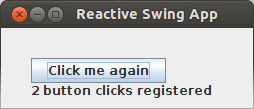 Reactive Swing App
Click me again
2 button clicks registered